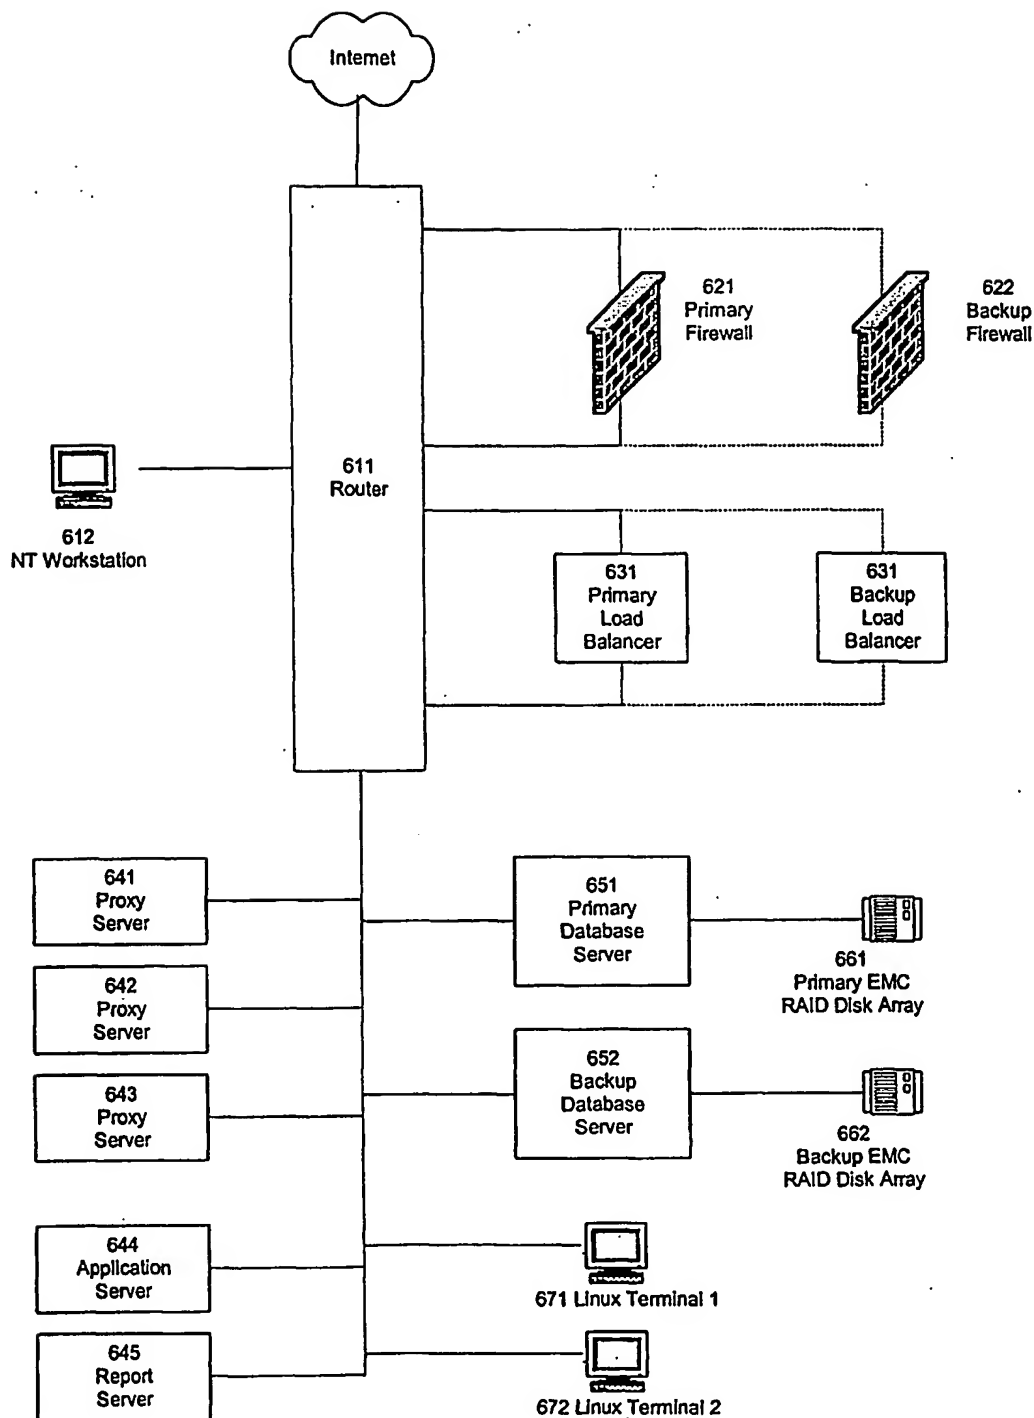 Internet
621
Primary
Firewall
622
Backup
Firewall
611
Router
612
NT Workstation
631
Primary
Load
Balancer
631
Backup
Load
Balancer
641
Proxy
Server
651
Primary
Database
Server
661
Primary EMC
RAID Disk Array
642
Proxy
Server
652
Backup
Database
Server
643
Proxy
Server
662
Backup EMC
RAID Disk Array
644
Application
Server
671 Linux Terminal 1
645
Report
Server
672 Linux Terminal 2